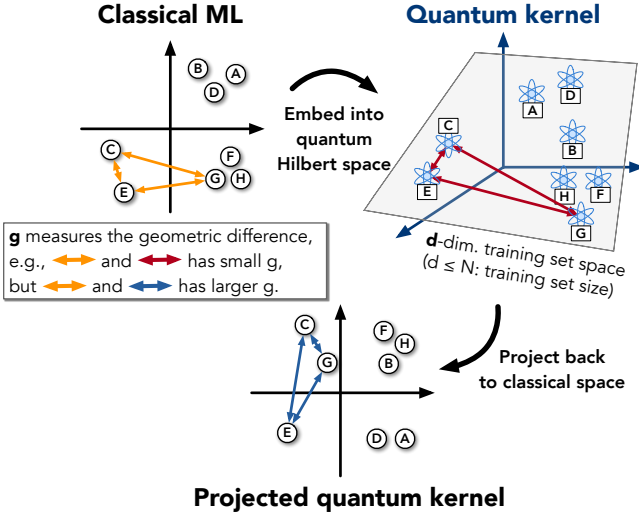 Classical ML
B
A
D
C
F
E
G
H
Embed into
quantum
Hilbert space
Quantum kernel
D
A
C
B
E
H
F
G
d-dim. training set space
(d ≤ N: training set size)
g measures the geometric difference,
e.g., and has small g,
but and has larger g.
C
F
H
G
B
E
D
A
Project back
to classical space
Projected quantum kernel